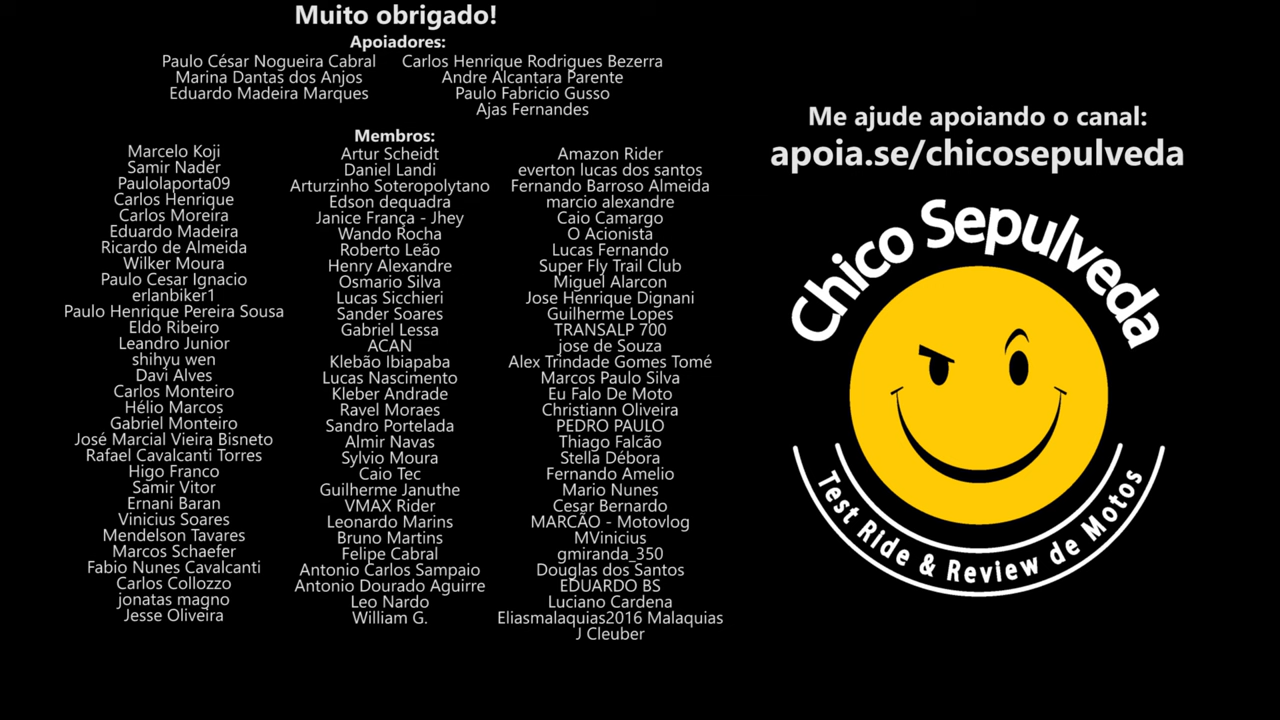 Muito obrigado!
Apoiadores:
Paulo César Nogueira Cabral
Marina Dantas dos Anjos
Eduardo Madeira Marques
Carlos Henrique Rodrigues Bezerra
Andre Alcantara Parente
Paulo Fabricio Gusso
Ajas Fernandes
Membros:
Marcelo Koji
Samir Nader
Paulolaporta09
Carlos Henrique
Carlos Moreira
Eduardo Madeira
Ricardo de Almeida
Wilker Moura
Paulo Cesar Ignacio
erlanbiker1
Paulo Henrique Pereira Sousa
Eldo Ribeiro
Leandro Junior
shihyu wen
Davi Alves
Carlos Monteiro
Hélio Marcos
Gabriel Monteiro
José Marcial Vieira Bisneto
Rafael Cavalcanti Torres
Higo Franco
Samir Vitor
Ernani Baran
Vinicius Soares
Mendelson Tavares
Marcos Schaefer
Fabio Nunes Cavalcanti
Carlos Collozzo
jonatas magno
Jesse Oliveira
Artur Scheidt
Daniel Landi
Arturzinho Soteropolytano
Edson dequadra
Janice França - Jhey
Wando Rocha
Roberto Leão
Henry Alexandre
Osmario Silva
Lucas Sicchieri
Sander Soares
Gabriel Lessa
ACAN
Klebão Ibiapaba
Lucas Nascimento
Kleber Andrade
Ravel Moraes
Sandro Portelada
Almir Navas
Sylvio Moura
Caio Tec
Guilherme Januthe
VMAX Rider
Leonardo Marins
Bruno Martins
Felipe Cabral
Antonio Carlos Sampaio
Antonio Dourado Aguirre
Leo Nardo
William G.
Amazon Rider
everton lucas dos santos
Fernando Barroso Almeida
marcio alexandre
Caio Camargo
O Acionista
Lucas Fernando
Super Fly Trail Club
Miguel Alarcon
Jose Henrique Dignani
Guilherme Lopes
TRANSALP 700
jose de Souza
Alex Trindade Gomes Tomé
Marcos Paulo Silva
Eu Falo De Moto
Christiann Oliveira
PEDRO PAULO
Thiago Falcão
Stella Débora
Fernando Amelio
Mario Nunes
Cesar Bernardo
MARCÃO - Motovlog
MVinicius
gmiranda_350
Douglas dos Santos
EDUARDO BS
Luciano Cardena
Eliasmalaquias2016 Malaquias
J Cleuber
Me ajude apoiando o canal:
apoia.se/chicosepulveda
Chico Sepulveda
Test Ride & Review de Motos